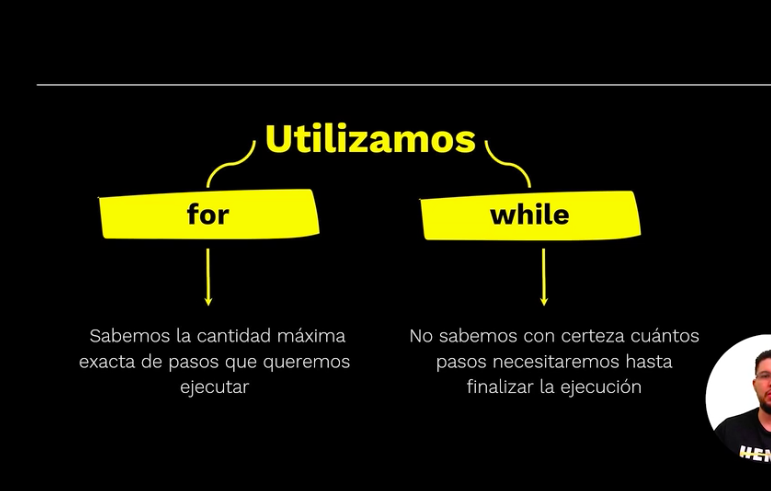 Utilizamos
for
while
Sabemos la cantidad máxima
exacta de pasos que queremos
ejecutar
No sabemos con certeza cuántos
pasos necesitaremos hasta
finalizar la ejecución